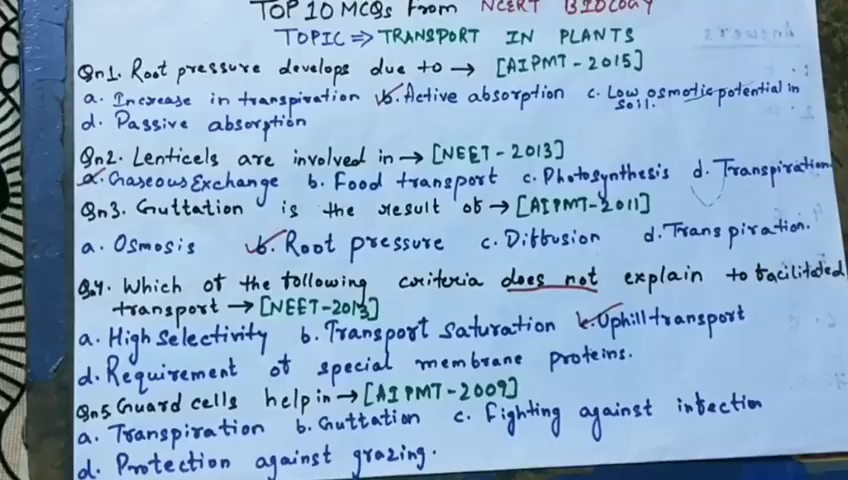 TOP 10 MCQs from NCERT BIOLOGY
TOPIC ⇒ TRANSPORT IN PLANTS
Qn1. Root pressure develops due to → [AIPMT - 2015]
a. Increase in transpiration b. Active absorption c. Low osmotic potential in soil.
d. Passive absorption
Qn2. Lenticels are involved in → [NEET - 2013]
a. Gaseous Exchange b. Food transport c. Photosynthesis d. Transpiration
Qn3. Guttation is the result of → [AIPMT - 2011]
a. Osmosis b. Root pressure c. Diffusion d. Transpiration.
Q.4. Which of the following criteria does not explain to facilitated
transport → [NEET - 2013]
a. High Selectivity b. Transport Saturation c. Uphill transport
d. Requirement of special membrane proteins.
Qn5. Guard cells help in → [AIPMT - 2009]
a. Transpiration b. Guttation c. Fighting against infection
d. Protection against grazing.